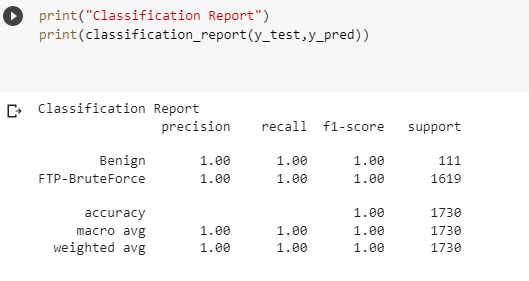 print("Classification Report")
print(classification_report(y_test,y_pred))
Classification Report
precision recall f1-score support
Benign 1.00 1.00 1.00 111
FTP-BruteForce 1.00 1.00 1.00 1619
accuracy 1.00 1730
macro avg 1.00 1.00 1.00 1730
weighted avg 1.00 1.00 1.00 1730